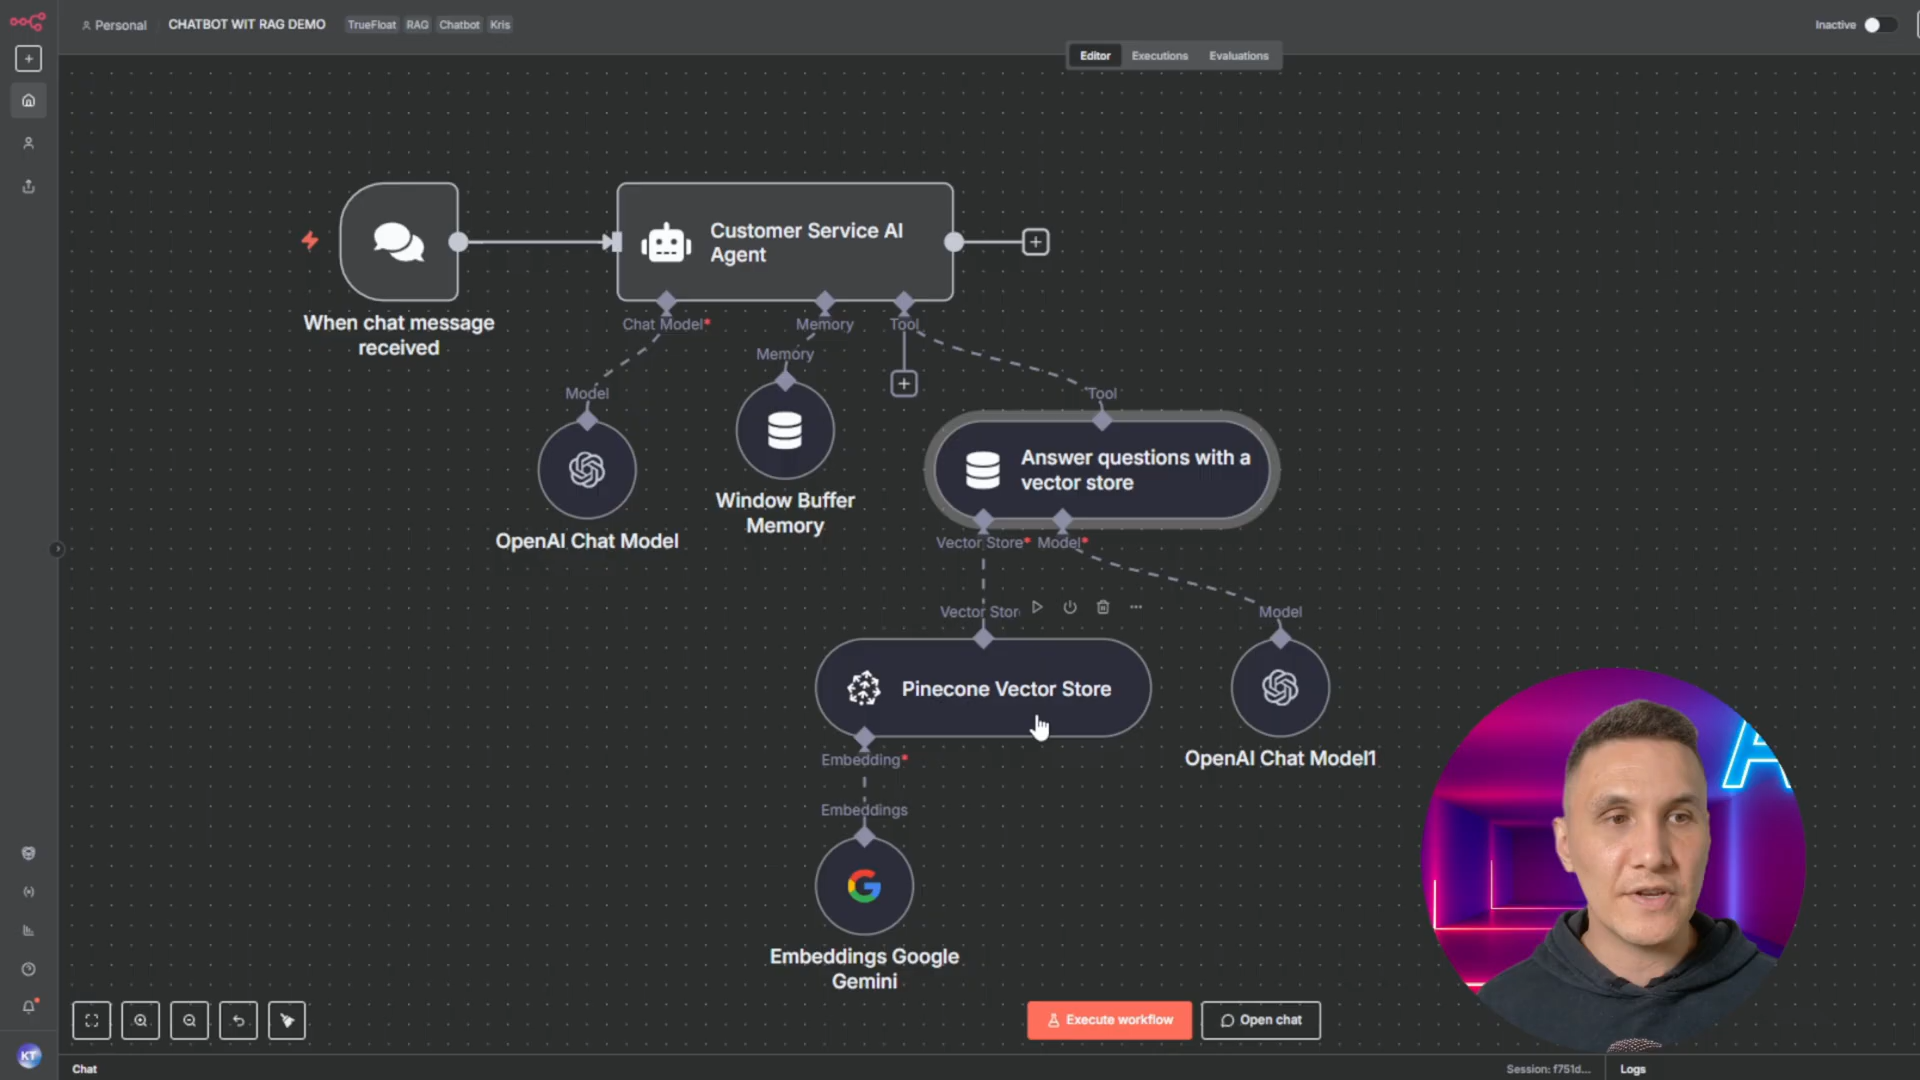 Personal
CHATBOT WIT RAG DEMO
TrueFloat
RAG
Chatbot
Kris
Inactive
Editor
Executions
Evaluations
Customer Service AI
Agent
When chat message
received
Chat Model*
Memory
Tool
Memory
Model
Tool
Answer questions with a
vector store
Window Buffer
Memory
OpenAI Chat Model
Vector Store*
Model*
Vector Stor
Model
Pinecone Vector Store
OpenAI Chat Model1
Embedding*
Embeddings
Embeddings Google
Gemini
A
Execute workflow
Open chat
KT
Chat
Session: f751d...
Logs